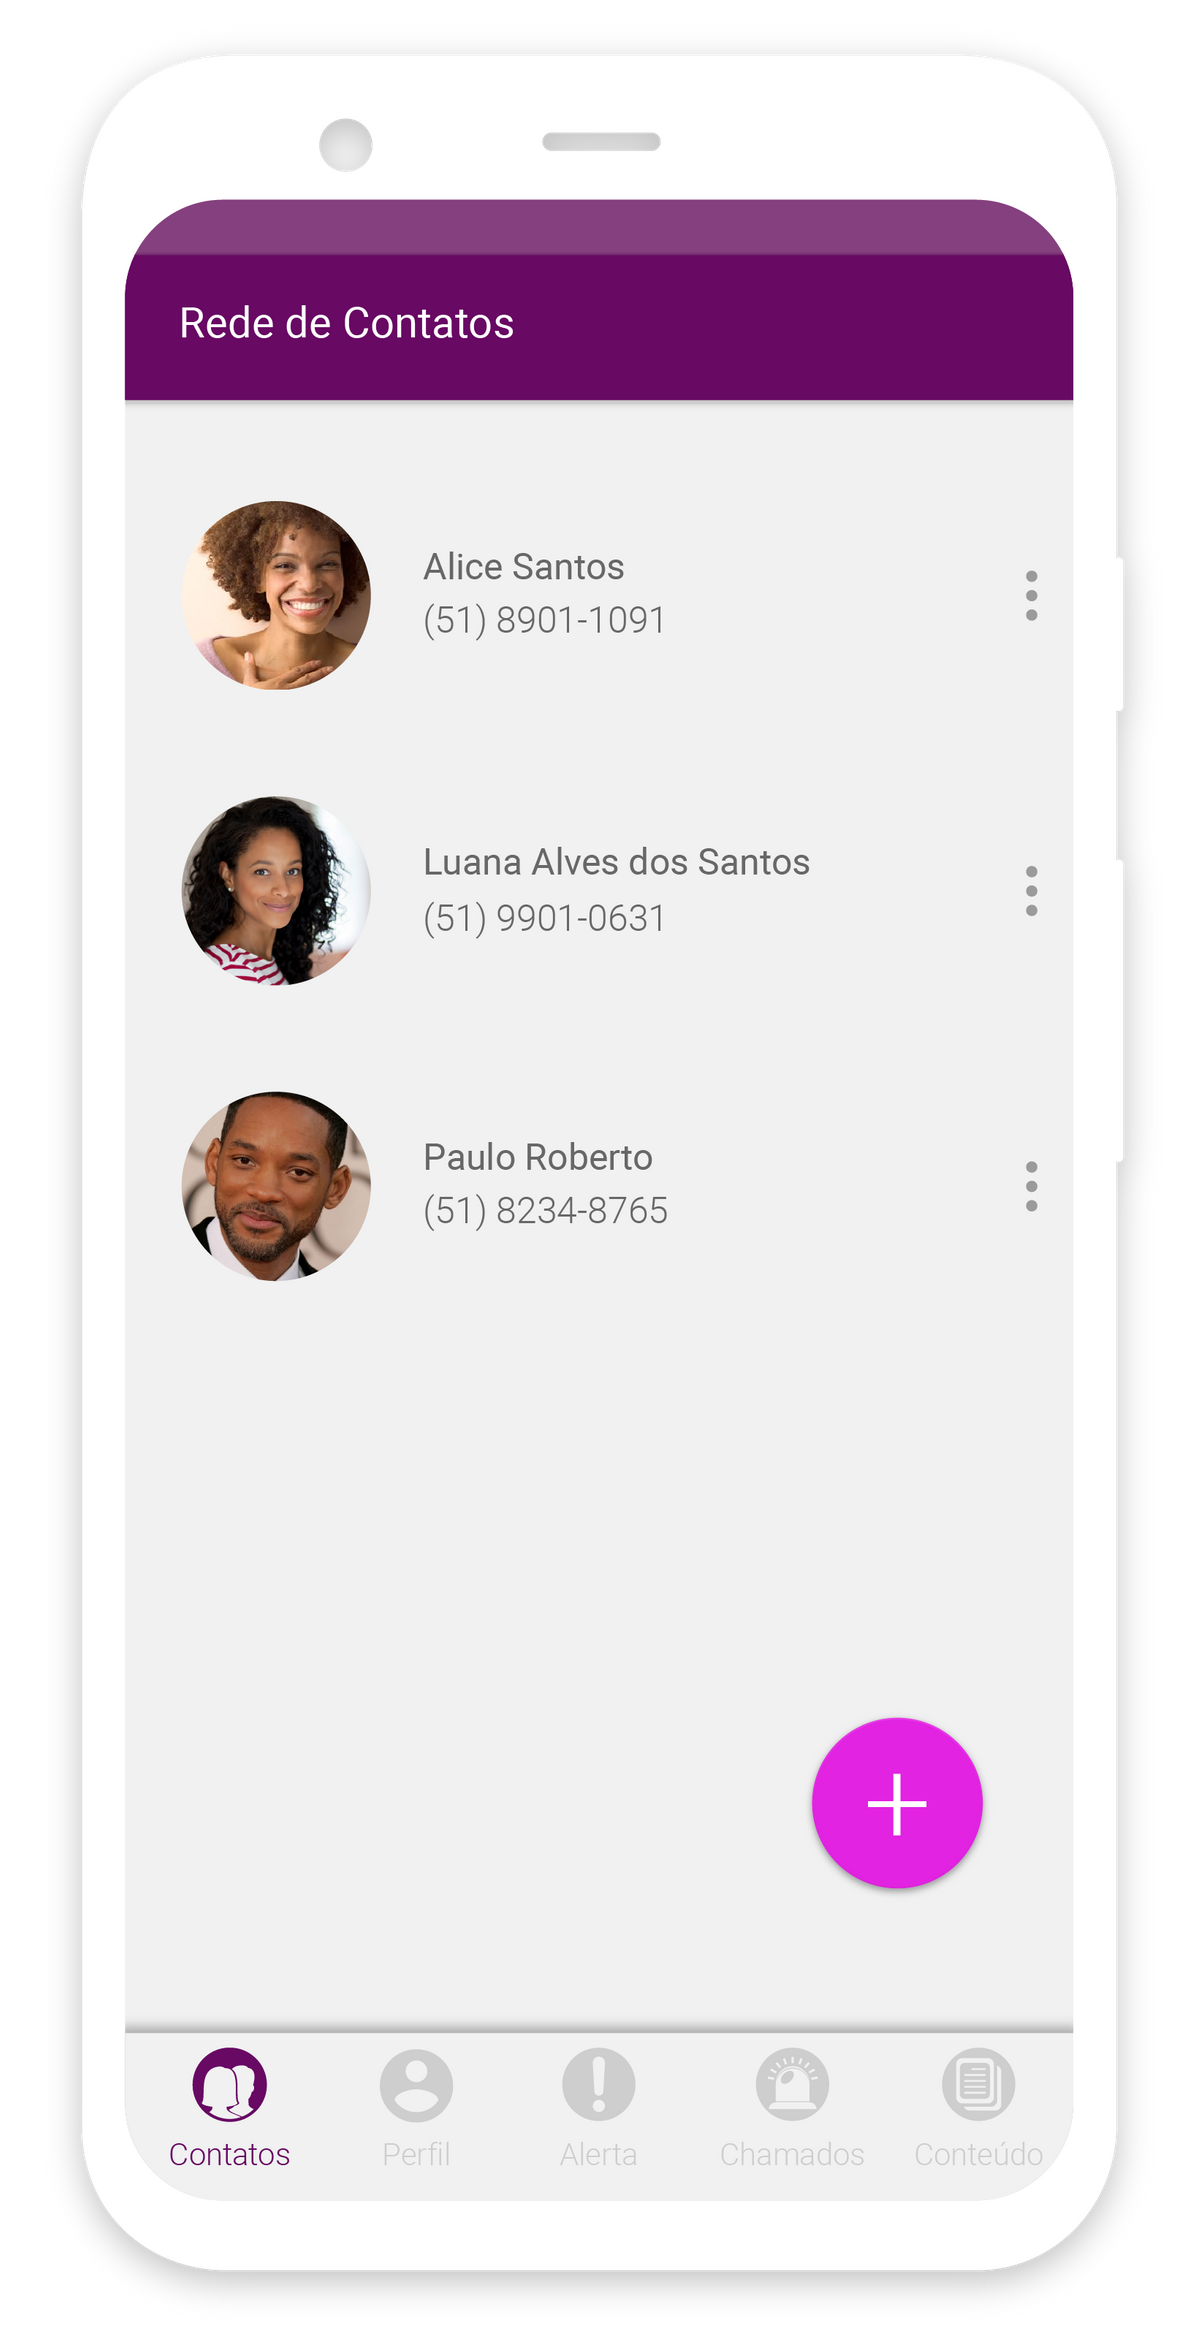 Rede de Contatos
Alice Santos
(51) 8901-1091
Luana Alves dos Santos
(51) 9901-0631
Paulo Roberto
(51) 8234-8765
Contatos
Perfil
Alerta
Chamados
Conteúdo